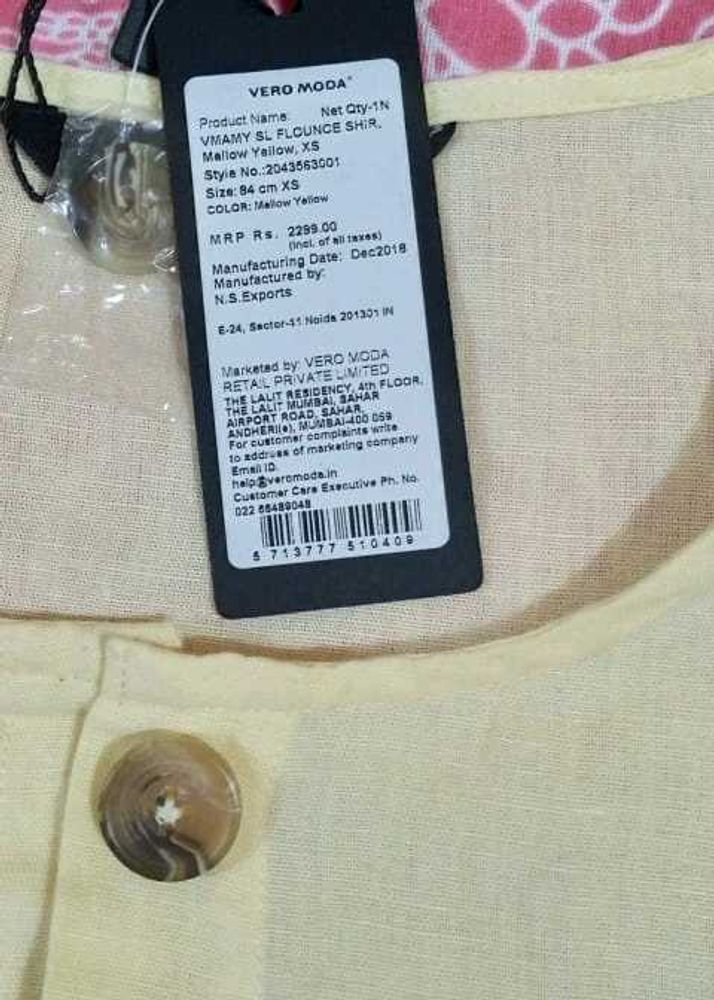 VERO MODA
Product Name: Net Qty-1N
VMAMY SL FLOUNCE SHIR,
Mellow Yellow, XS
Style No.:2043563001
Size: 84 cm XS
COLOR: Mellow Yellow
MRP Rs. 2299.00
(incl. of all taxes)
Manufacturing Date: Dec2018
Manufactured by:
N.S.Exports
E-24, Sector-11 Noida 201301 IN
Marketed by: VERO MODA
RETAIL PRIVATE LIMITED
THE LALIT RESIDENCY, 4th FLOOR,
THE LALIT MUMBAI, SAHAR
AIRPORT ROAD, SAHAR,
ANDHERI(e), MUMBAI-400 059
For customer complaints write
to address of marketing company
Email ID.
help@veromoda.in
Customer Care Executive Ph. No.
022 66489048
5 713777 510409